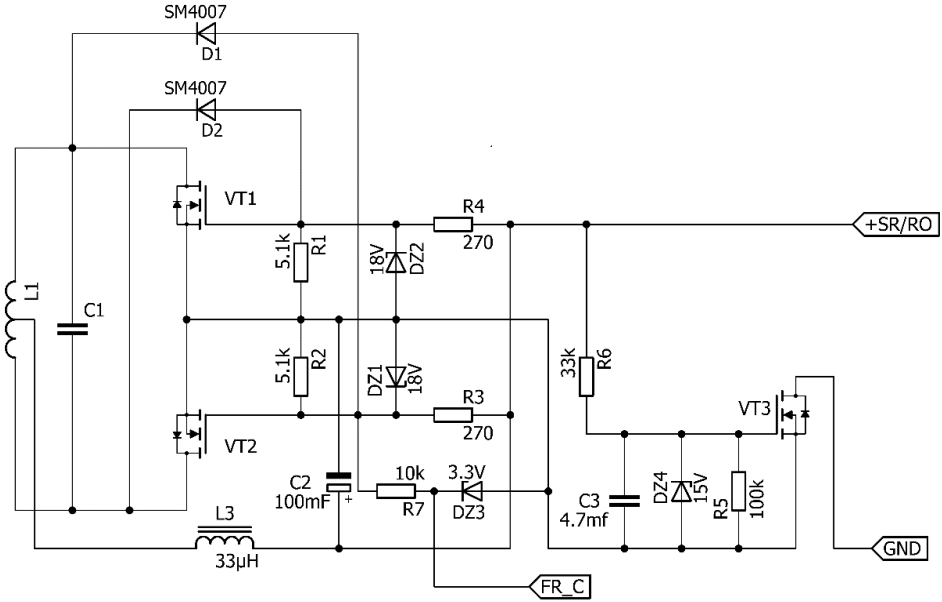 SM4007
D1
SM4007
D2
VT1
R4
270
+SR/RO
5.1k
R1
18V
DZ2
L1
C1
5.1k
R2
DZ1
18V
R3
270
33k
R6
VT3
VT2
C2
100mF
+
10k
R7
3.3V
DZ3
C3
4.7mf
DZ4
15V
R5
100k
L3
33µH
GND
FR_C